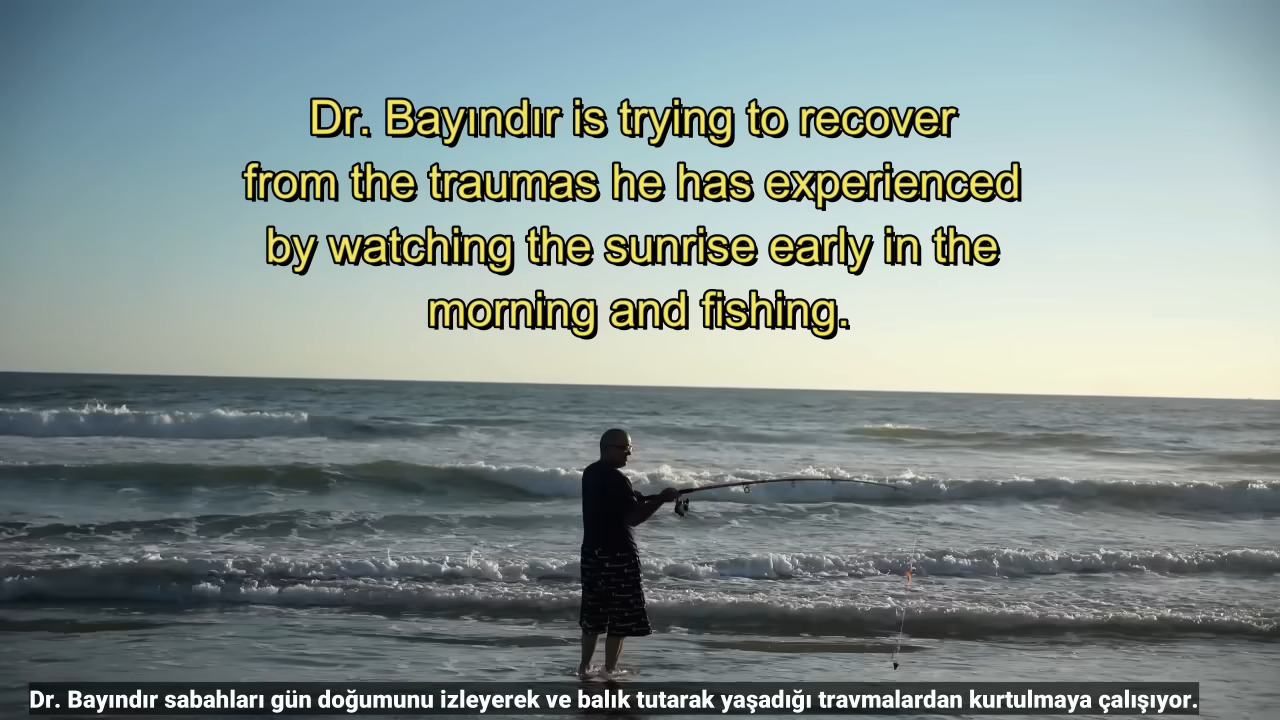 Dr. Bayındır is trying to recover
from the traumas he has experienced
by watching the sunrise early in the
morning and fishing.
Dr. Bayındır sabahları gün doğumunu izleyerek ve balık tutarak yaşadığı travmalardan kurtulmaya çalışıyor.